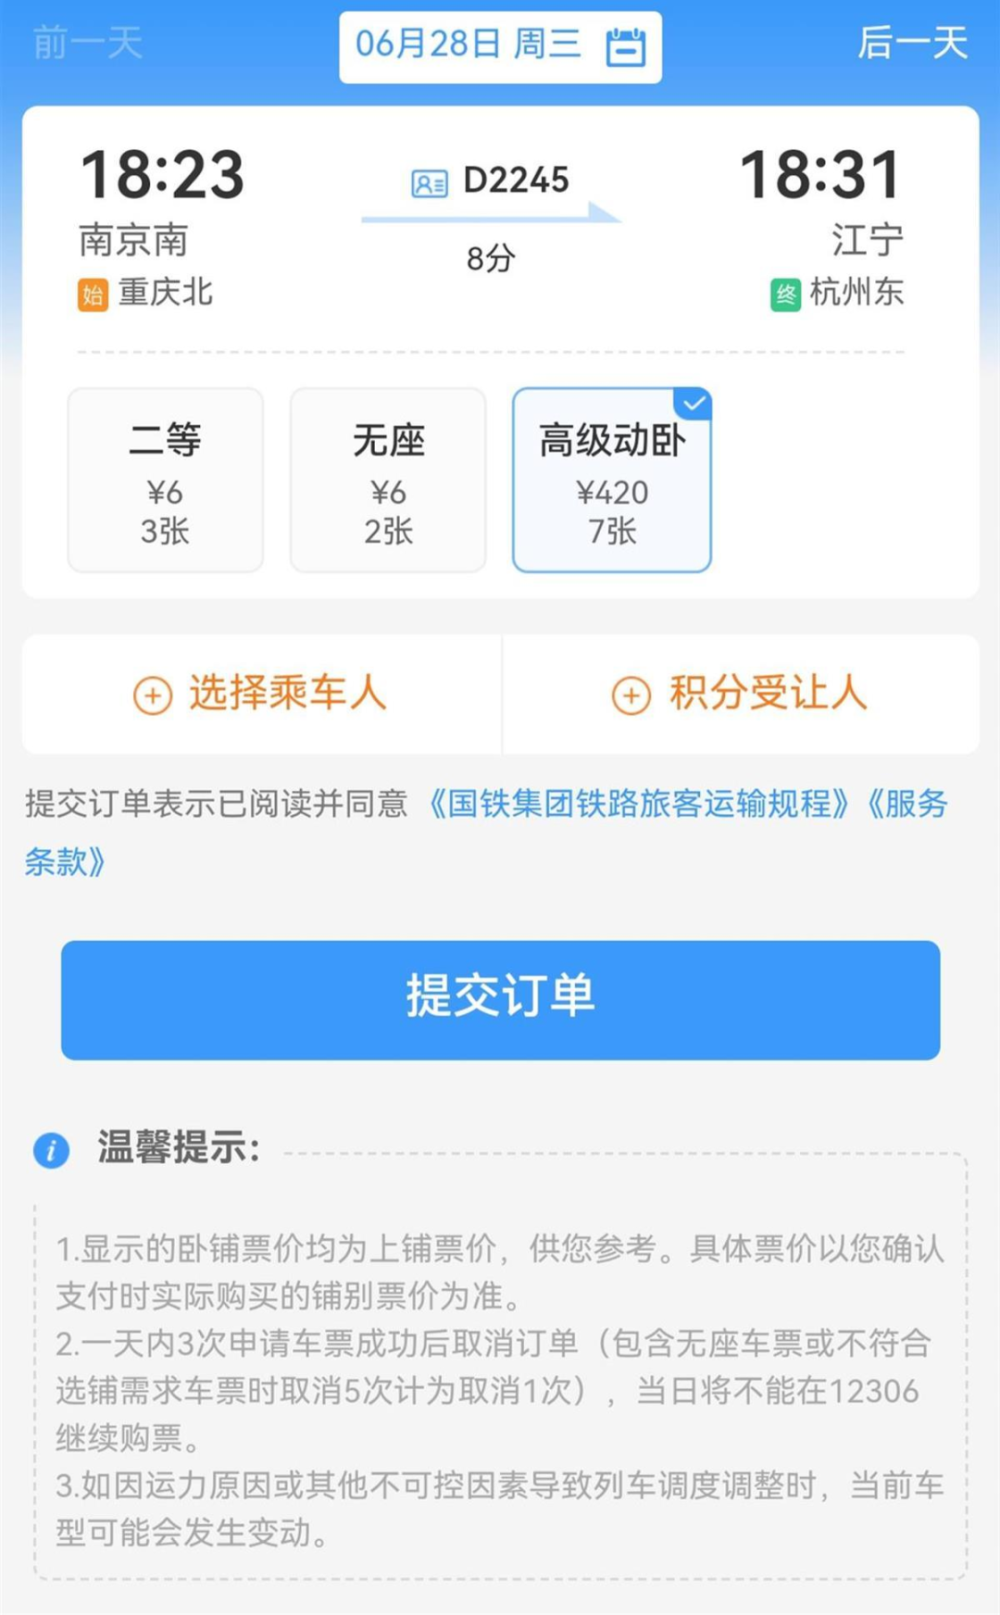 前一天 06月28日 周三 后一天
18:23 D2245 18:31
南京南 8分 江宁
始 重庆北 终 杭州东
二等 无座 高级动卧
¥6 ¥6 ¥420
3张 2张 7张
选择乘车人 积分受让人
提交订单表示已阅读并同意 《国铁集团铁路旅客运输规程》《服务
条款》
提交订单
温馨提示：
1.显示的卧铺票价均为上铺票价，供您参考。具体票价以您确认
支付时实际购买的铺别票价为准。
2.一天内3次申请车票成功后取消订单（包含无座车票或不符合
选铺需求车票时取消5次计为取消1次），当日将不能在12306
继续购票。
3.如因运力原因或其他不可控因素导致列车调度调整时，当前车
型可能会发生变动。